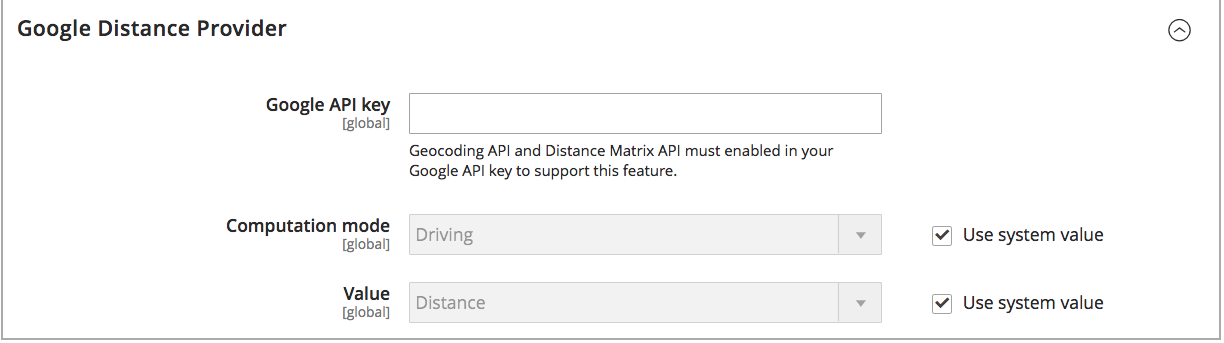 Google Distance Provider
Google API key
[global]
Geocoding API and Distance Matrix API must enabled in your
Google API key to support this feature.
Computation mode
[global]
Driving
Use system value
Value
[global]
Distance
Use system value